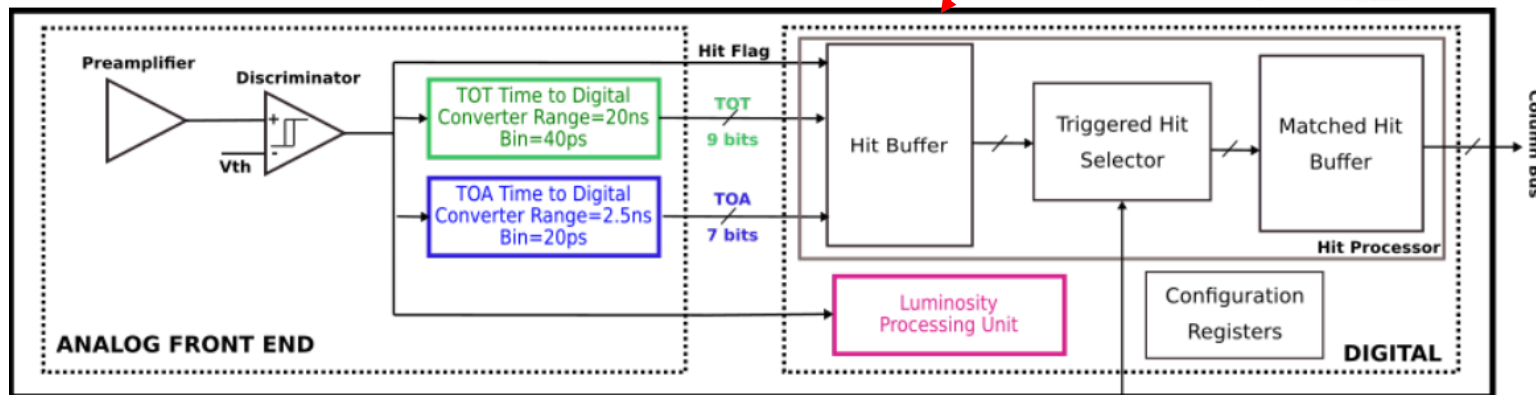 Preamplifier
Discriminator
+
-
Vth
TOT Time to Digital
Converter Range=20ns
Bin=40ps
TOA Time to Digital
Converter Range=2.5ns
Bin=20ps
ANALOG FRONT END
Hit Flag
TOT
9 bits
TOA
7 bits
Hit Buffer
Triggered Hit
Selector
Matched Hit
Buffer
Hit Processor
Luminosity
Processing Unit
Configuration
Registers
DIGITAL
Column Bus